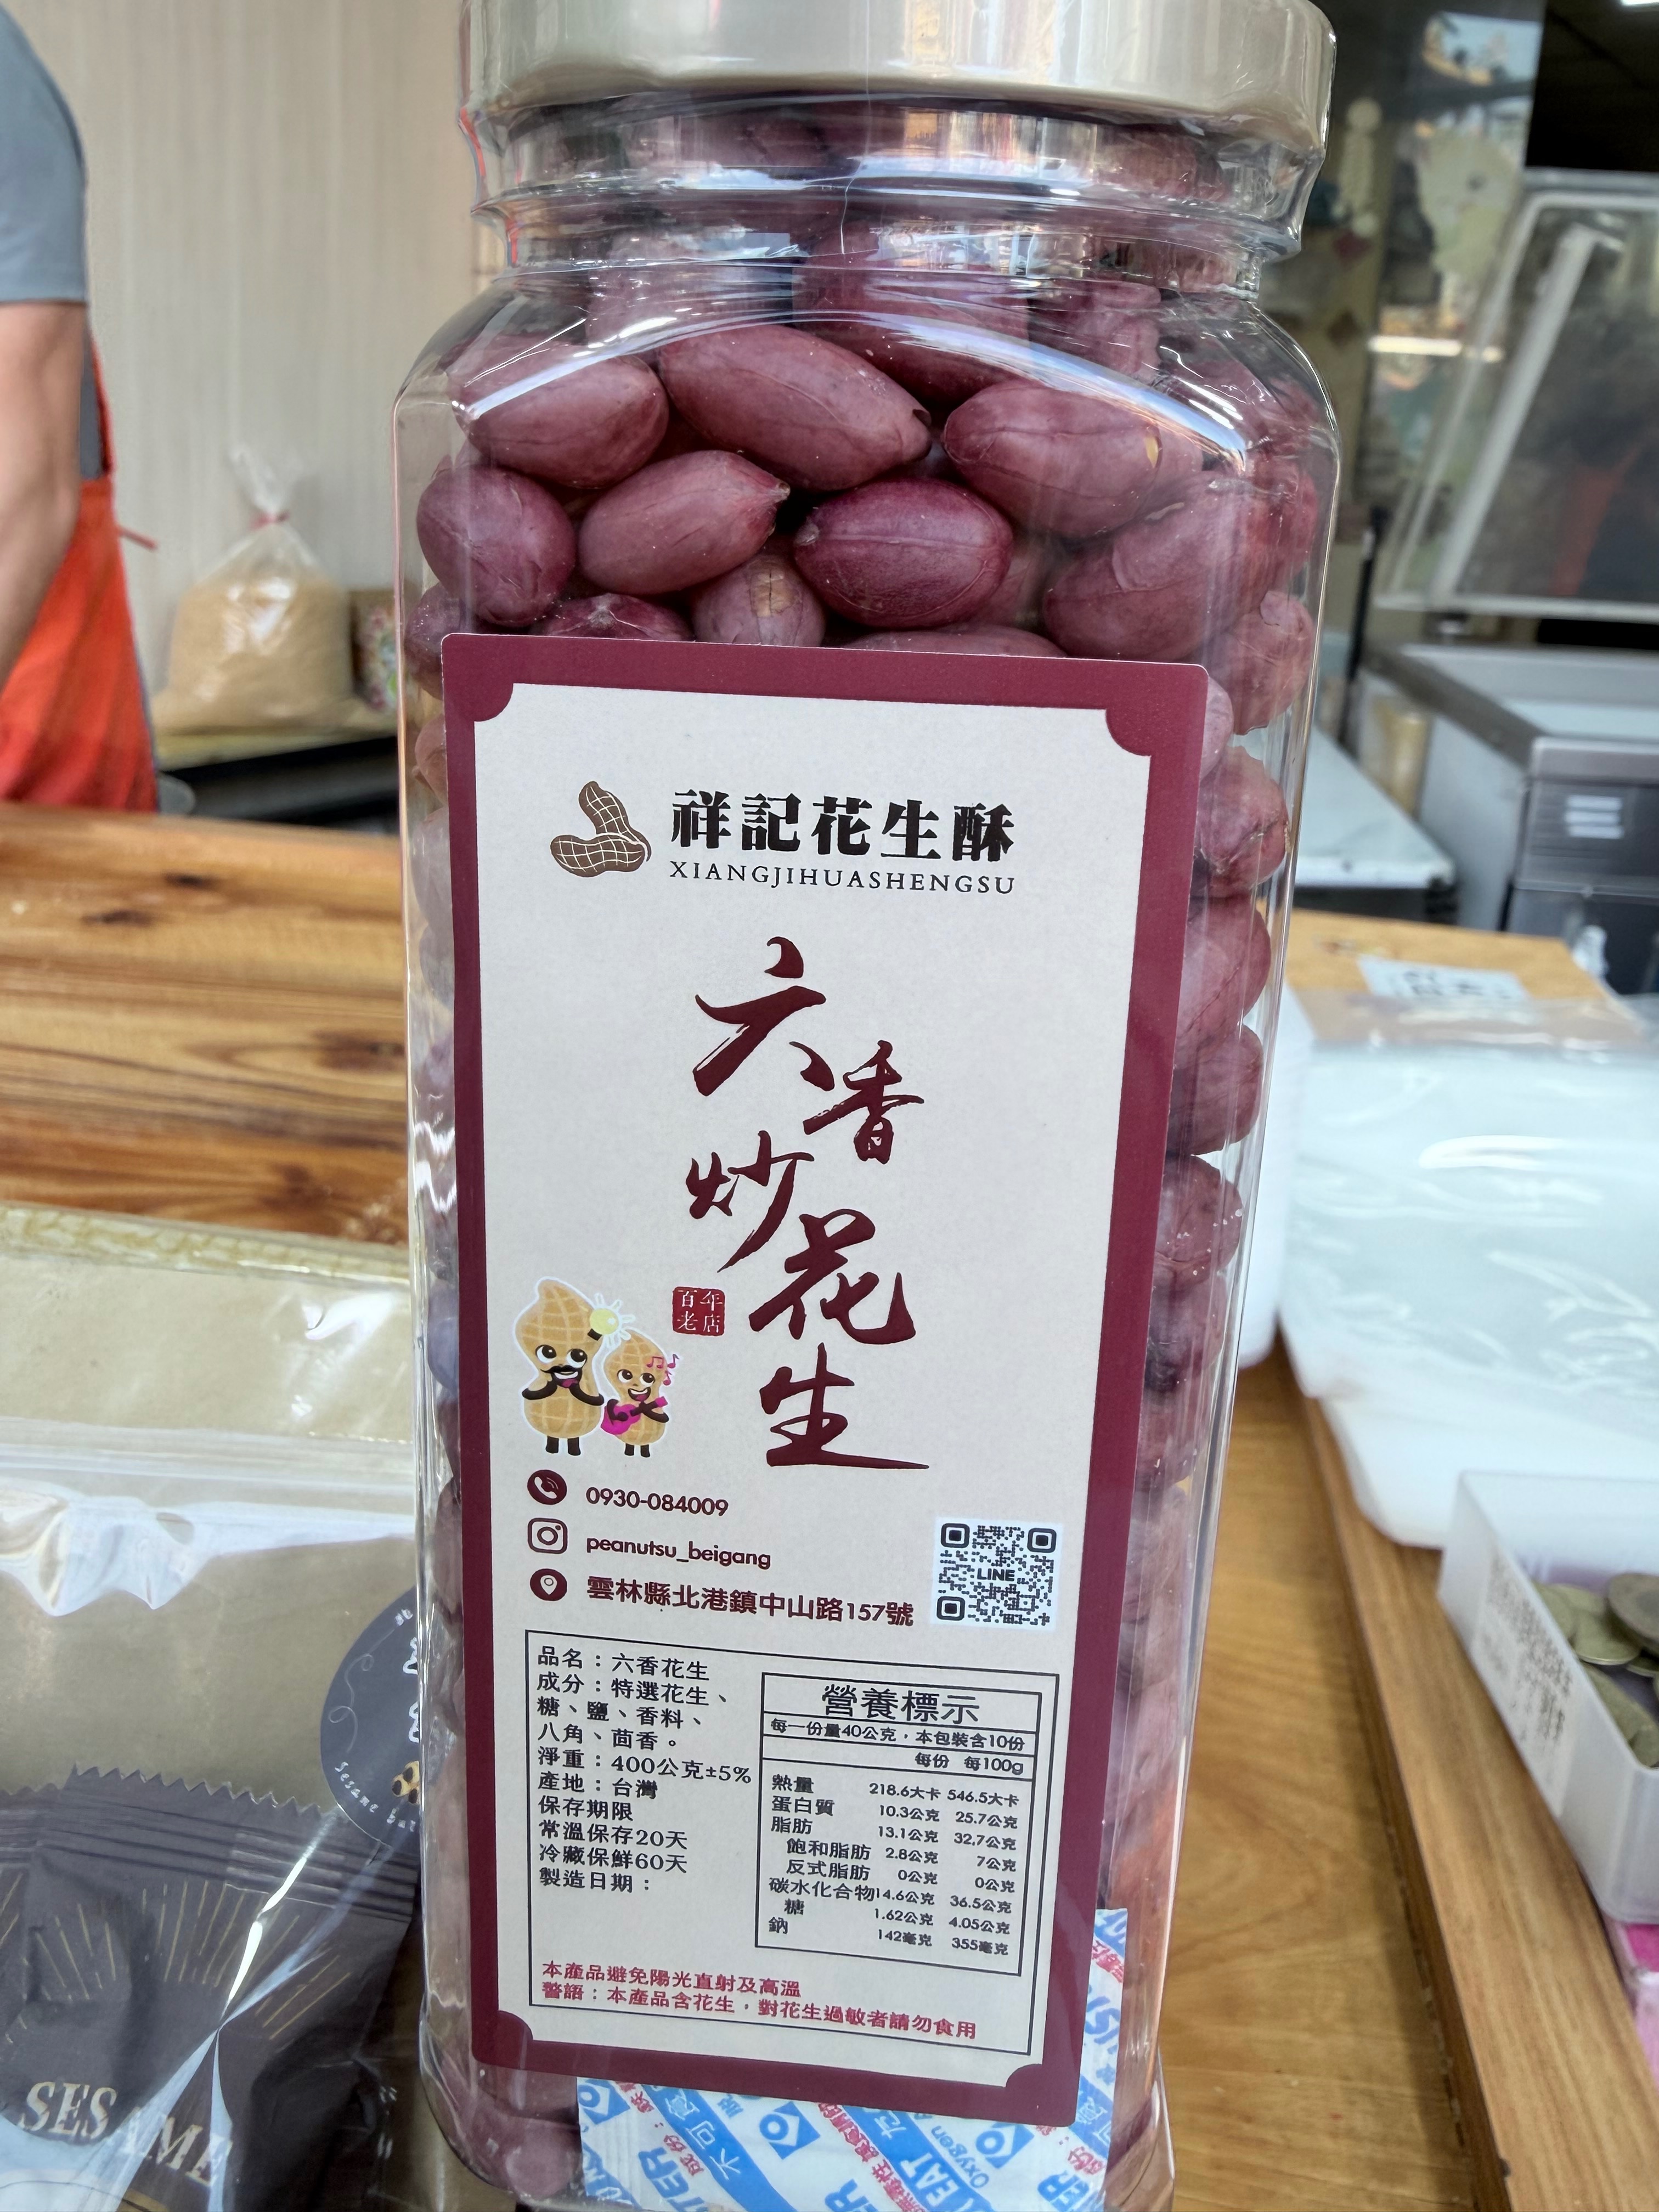 祥記花生酥
XIANGJIHUASHENGSU
六香炒花生
百年
老店
0930-084009
peanutsu_beigang
雲林縣北港鎮中山路157號
LINE
品名：六香花生
成分：特選花生、
糖、鹽、香料、
八角、茴香。
淨重：400公克±5%
產地：台灣
保存期限
常溫保存20天
冷藏保鮮60天
製造日期：
營養標示
每一份量40公克，本包裝含10份
每份 每100g
熱量 218.6大卡 546.5大卡
蛋白質 10.3公克 25.7公克
脂肪 13.1公克 32.7公克
飽和脂肪 2.8公克 7公克
反式脂肪 0公克 0公克
碳水化合物 14.6公克 36.5公克
糖 1.62公克 4.05公克
鈉 142毫克 355毫克
本產品避免陽光直射及高溫
警語：本產品含花生，對花生過敏者請勿食用
SESAME
Sesame